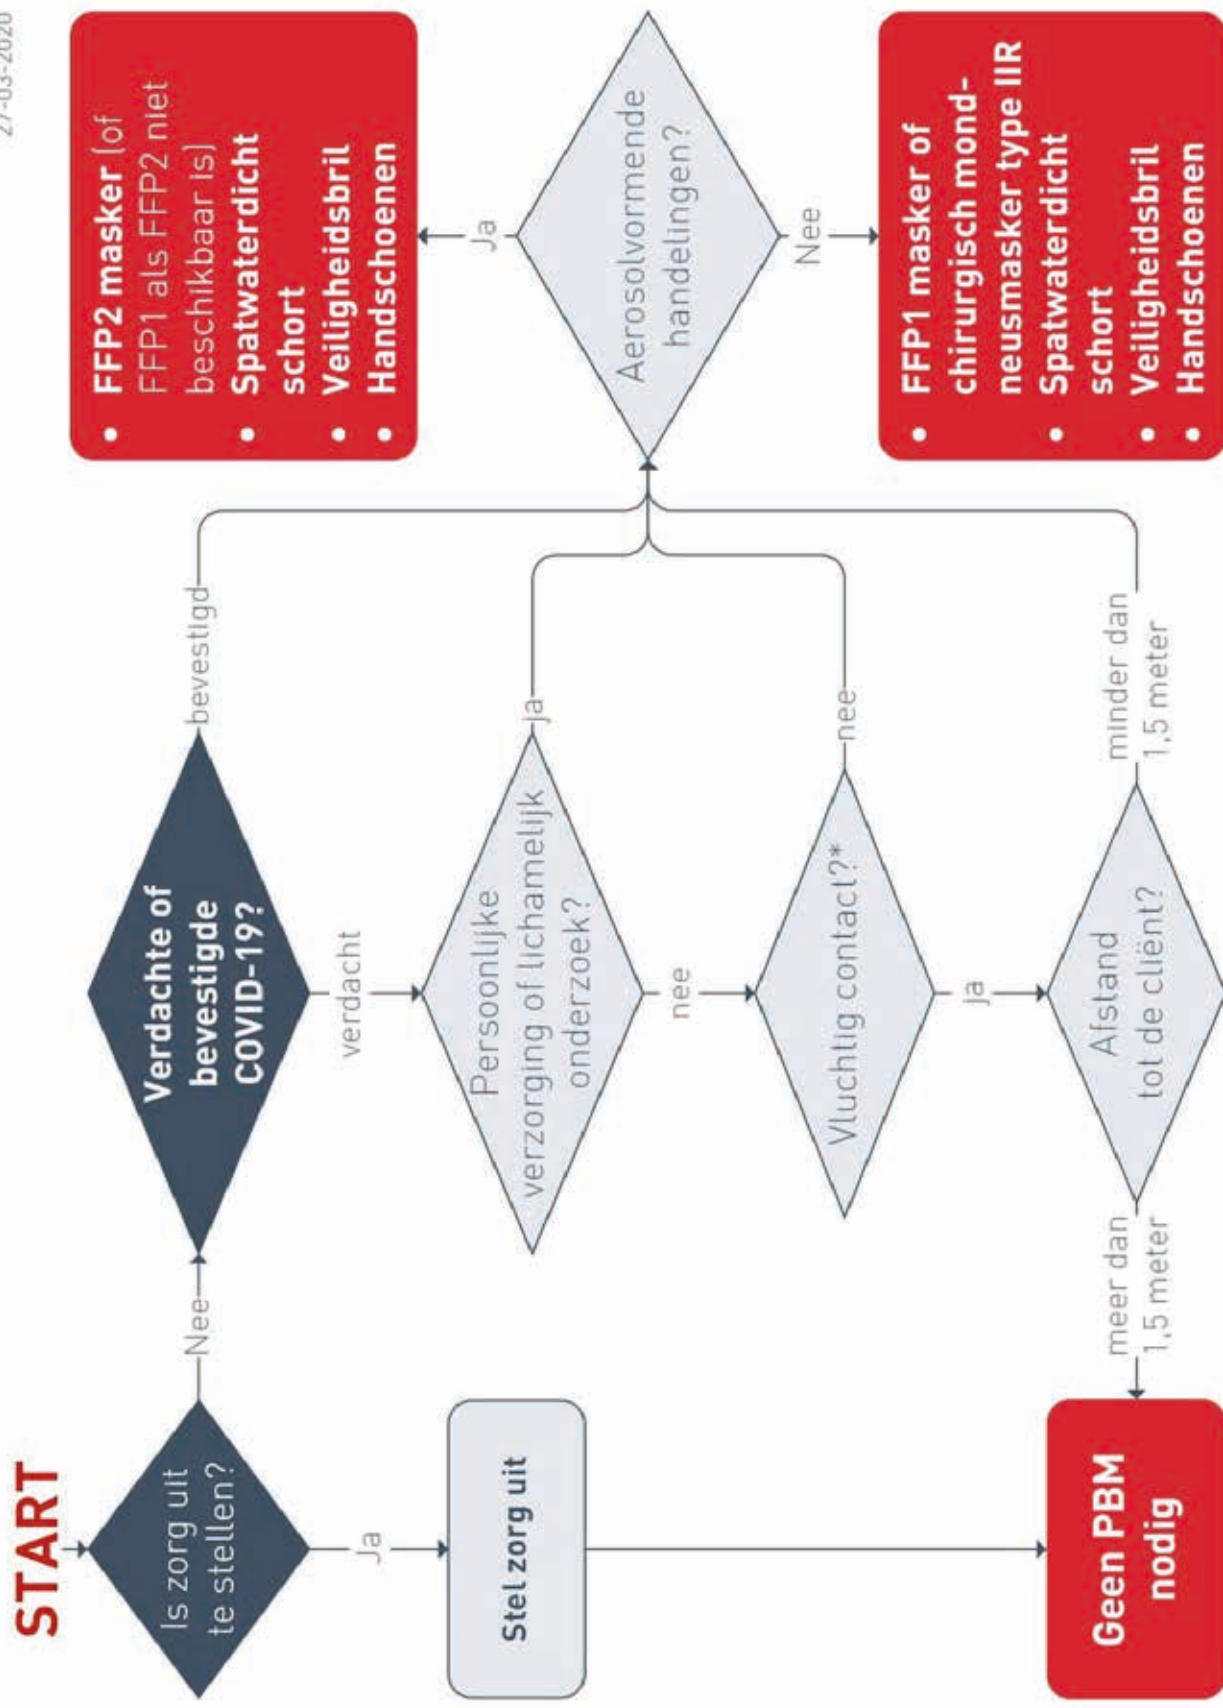 27-03-2020
START
Is zorg uit
te stellen?
Nee
Ja
Stel zorg uit
Geen PBM
nodig
Verdachte of
bevestigde
COVID-19?
bevestigd
verdacht
Persoonlijke
verzorging of lichamelijk
onderzoek?
ja
nee
Vluchtig contact?*
nee
ja
Afstand
tot de cliënt?
meer dan
1,5 meter
minder dan
1,5 meter
Aerosolvormende
handelingen?
Ja
Nee
• FFP2 masker (of
FFP1 als FFP2 niet
beschikbaar is)
• Spatwaterdicht
schort
• Veiligheidsbril
• Handschoenen
• FFP1 masker of
chirurgisch mond-
neusmasker type IIR
• Spatwaterdicht
schort
• Veiligheidsbril
• Handschoenen